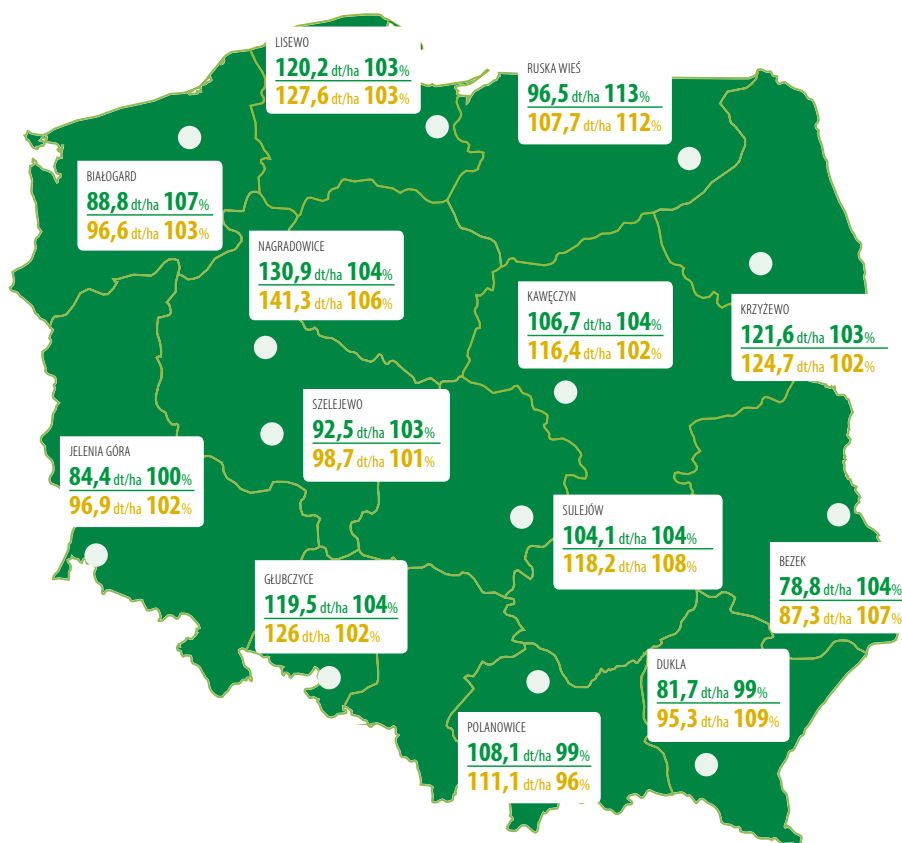 LISEWO
120,2 dt/ha 103%
127,6 dt/ha 103%
RUSKA WIEŚ
96,5 dt/ha 113%
107,7 dt/ha 112%
BIAŁOGARD
88,8 dt/ha 107%
96,6 dt/ha 103%
NAGRADOWICE
130,9 dt/ha 104%
141,3 dt/ha 106%
KAWĘCZYN
106,7 dt/ha 104%
116,4 dt/ha 102%
KRZYŻEWO
121,6 dt/ha 103%
124,7 dt/ha 102%
SZELEJEWO
92,5 dt/ha 103%
98,7 dt/ha 101%
JELENIA GÓRA
84,4 dt/ha 100%
96,9 dt/ha 102%
SULEJÓW
104,1 dt/ha 104%
118,2 dt/ha 108%
BEZEK
78,8 dt/ha 104%
87,3 dt/ha 107%
GŁUBCZYCE
119,5 dt/ha 104%
126 dt/ha 102%
DUKLA
81,7 dt/ha 99%
95,3 dt/ha 109%
POLANOWICE
108,1 dt/ha 99%
111,1 dt/ha 96%